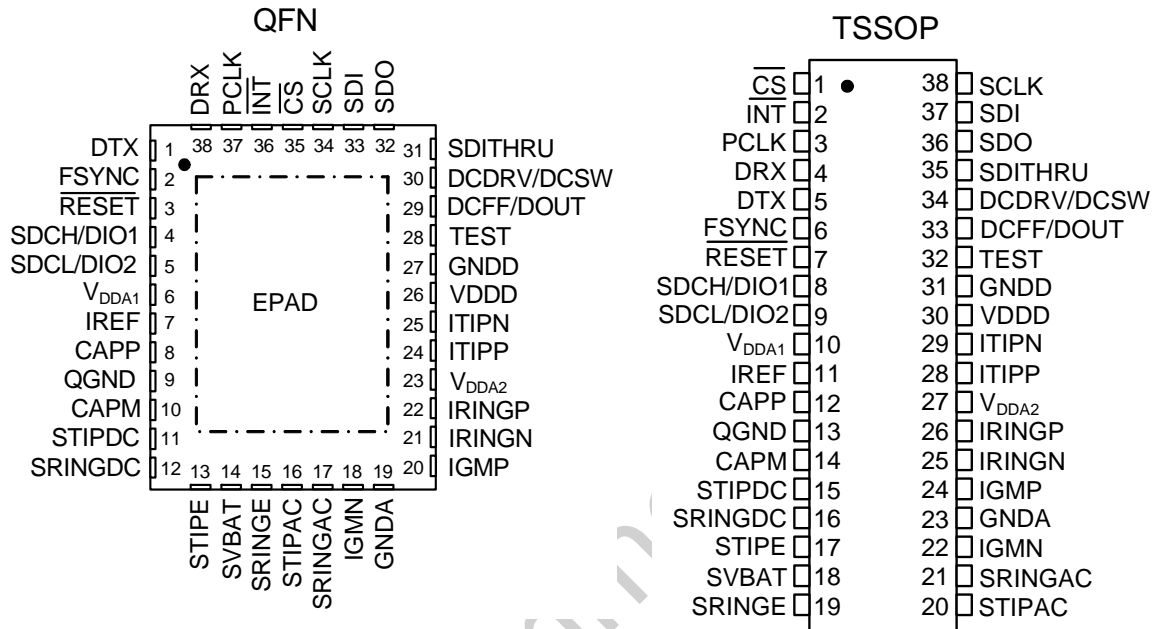 QFN
DRX
PCLK
INT
CS
SCLK
SDI
SDO
38 37 36 35 34 33 32
DTX 1
FSYNC 2
RESET 3
SDCH/DIO1 4
SDCL/DIO2 5
VDDA1 6
IREF 7
CAPP 8
QGND 9
CAPM 10
STIPDC 11
SRINGDC 12
EPAD
31 SDITHRU
30 DCDRV/DCSW
29 DCFF/DOUT
28 TEST
27 GNDD
26 VDDD
25 ITIPN
24 ITIPP
23 VDDA2
22 IRINGP
21 IRINGN
20 IGMP
13 14 15 16 17 18 19
STIPE
SVBAT
SRINGE
STIPAC
SRINGAC
IGMN
GNDA
TSSOP
CS 1
INT 2
PCLK 3
DRX 4
DTX 5
FSYNC 6
RESET 7
SDCH/DIO1 8
SDCL/DIO2 9
VDDA1 10
IREF 11
CAPP 12
QGND 13
CAPM 14
STIPDC 15
SRINGDC 16
STIPE 17
SVBAT 18
SRINGE 19
38 SCLK
37 SDI
36 SDO
35 SDITHRU
34 DCDRV/DCSW
33 DCFF/DOUT
32 TEST
31 GNDD
30 VDDD
29 ITIPN
28 ITIPP
27 VDDA2
26 IRINGP
25 IRINGN
24 IGMP
23 GNDA
22 IGMN
21 SRINGAC
20 STIPAC